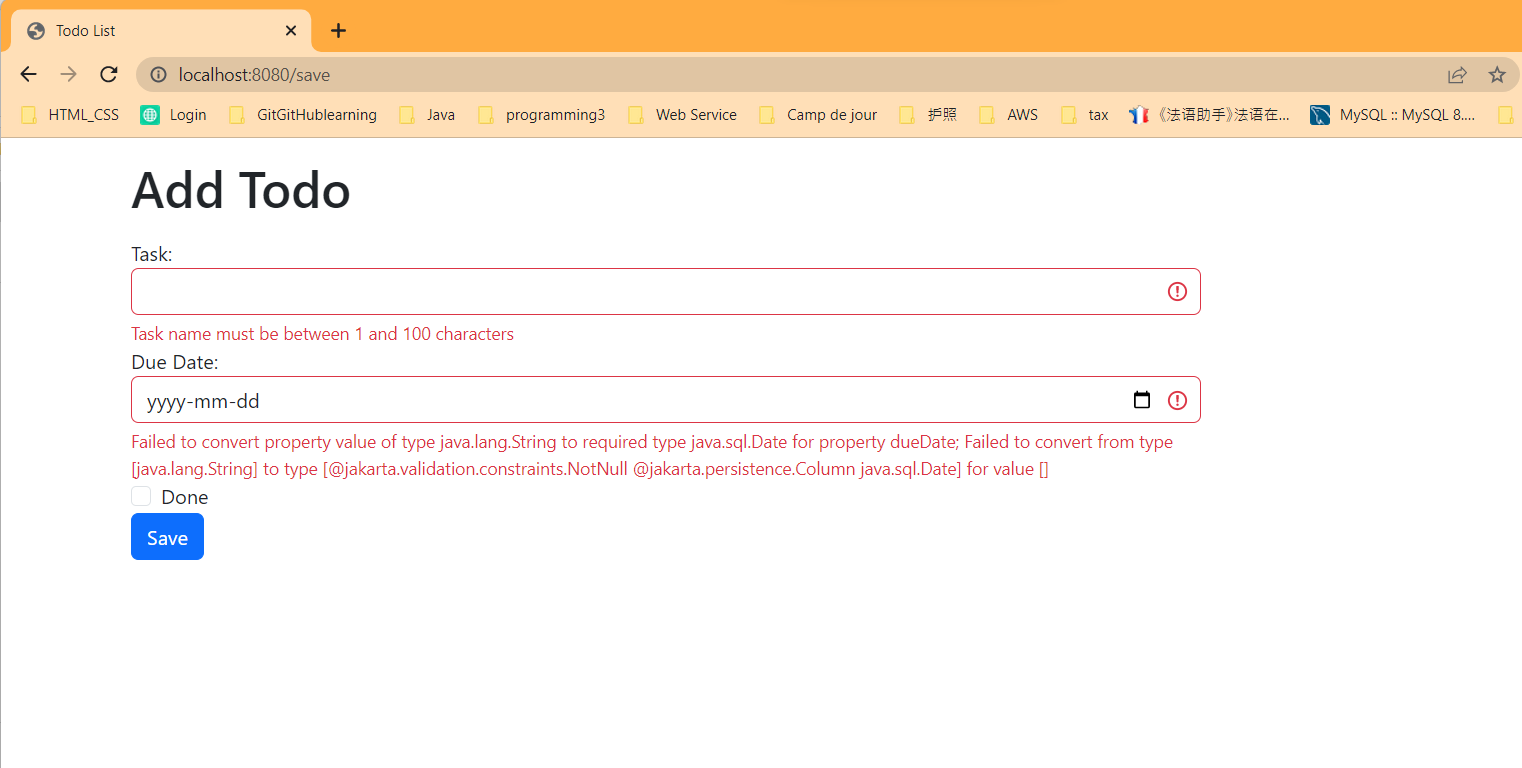 Todo List
localhost:8080/save
HTML_CSS Login GitGitHublearning Java programming3 Web Service Camp de jour 护照 AWS tax 《法语助手》法语在... MySQL :: MySQL 8....
Add Todo
Task:
Task name must be between 1 and 100 characters
Due Date:
yyyy-mm-dd
Failed to convert property value of type java.lang.String to required type java.sql.Date for property dueDate; Failed to convert from type
[java.lang.String] to type [@jakarta.validation.constraints.NotNull @jakarta.persistence.Column java.sql.Date] for value []
Done
Save